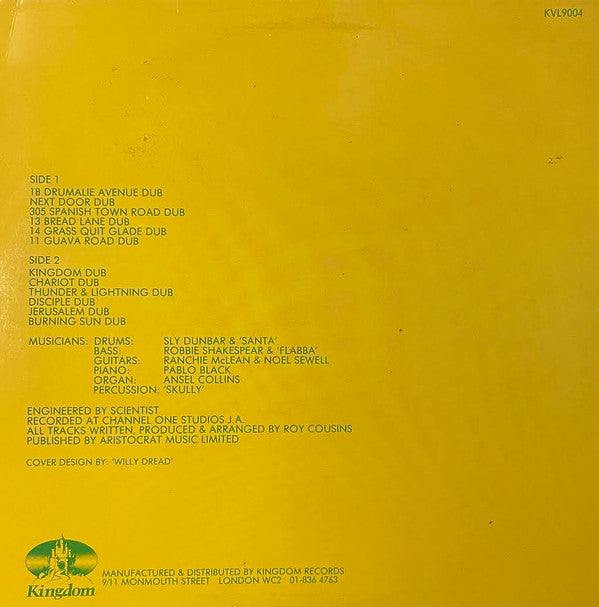 KVL9004
SIDE 1
18 DRUMALIE AVENUE DUB
NEXT DOOR DUB
305 SPANISH TOWN ROAD DUB
13 BREAD LANE DUB
14 GRASS QUIT GLADE DUB
11 GUAVA ROAD DUB
SIDE 2
KINGDOM DUB
CHARIOT DUB
THUNDER & LIGHTNING DUB
DISCIPLE DUB
JERUSALEM DUB
BURNING SUN DUB
MUSICIANS: DRUMS: SLY DUNBAR & 'SANTA'
BASS: ROBBIE SHAKESPEAR & 'FLABBA'
GUITARS: RANCHIE McLEAN & NOEL SEWELL
PIANO: PABLO BLACK
ORGAN: ANSEL COLLINS
PERCUSSION: 'SKULLY'
ENGINEERED BY SCIENTIST
RECORDED AT CHANNEL ONE STUDIOS J.A.
ALL TRACKS WRITTEN, PRODUCED & ARRANGED BY ROY COUSINS
PUBLISHED BY ARISTOCRAT MUSIC LIMITED
COVER DESIGN BY: 'WILLY DREAD'
Kingdom
MANUFACTURED & DISTRIBUTED BY KINGDOM RECORDS
9/11 MONMOUTH STREET LONDON WC2 01-836 4763